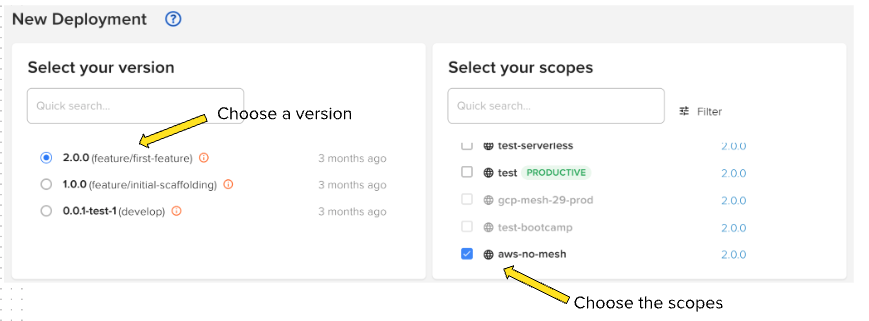 New Deployment ?
Select your version
Quick search...
Choose a version
2.0.0 (feature/first-feature) 3 months ago
1.0.0 (feature/initial-scaffolding) 3 months ago
0.0.1-test-1 (develop) 3 months ago
Select your scopes
Quick search...
Filter
test-serverless 2.0.0
test PRODUCTIVE 2.0.0
gcp-mesh-29-prod 2.0.0
test-bootcamp 2.0.0
aws-no-mesh 2.0.0
Choose the scopes